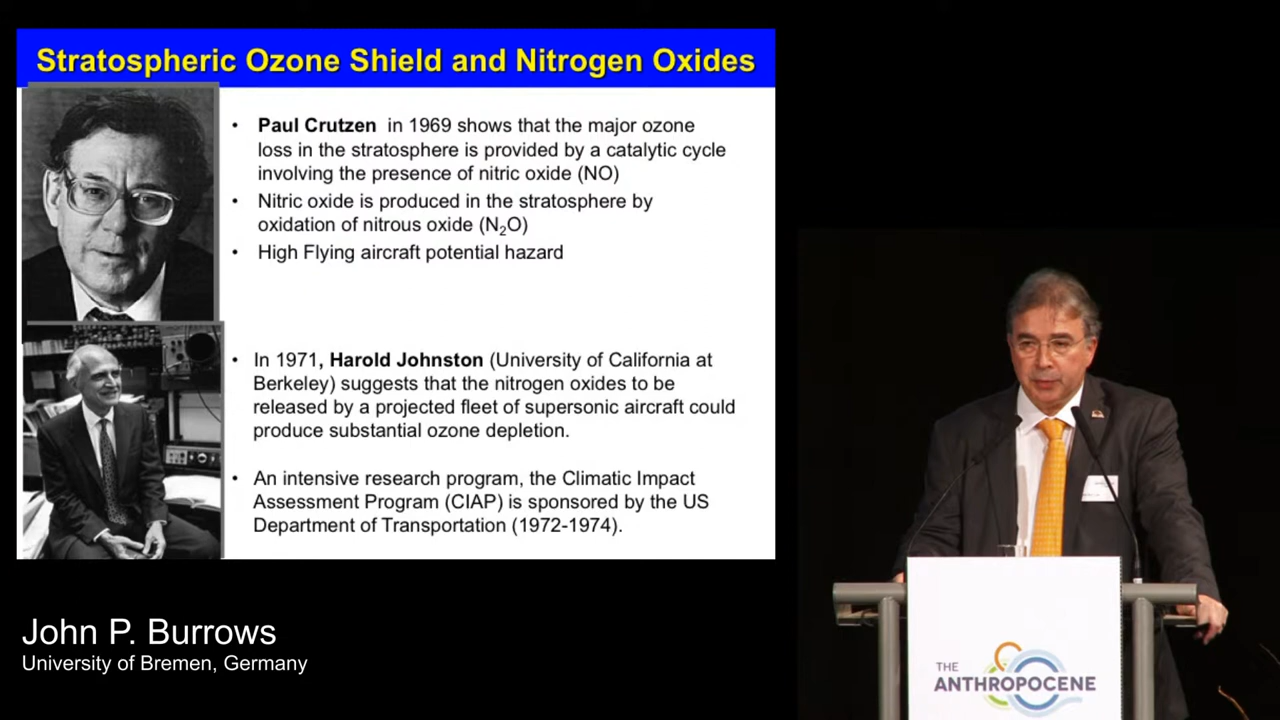 Stratospheric Ozone Shield and Nitrogen Oxides
• Paul Crutzen in 1969 shows that the major ozone
loss in the stratosphere is provided by a catalytic cycle
involving the presence of nitric oxide (NO)
• Nitric oxide is produced in the stratosphere by
oxidation of nitrous oxide (N₂O)
• High Flying aircraft potential hazard
• In 1971, Harold Johnston (University of California at
Berkeley) suggests that the nitrogen oxides to be
released by a projected fleet of supersonic aircraft could
produce substantial ozone depletion.
• An intensive research program, the Climatic Impact
Assessment Program (CIAP) is sponsored by the US
Department of Transportation (1972-1974).
John P. Burrows
University of Bremen, Germany
THE
ANTHROPOCENE